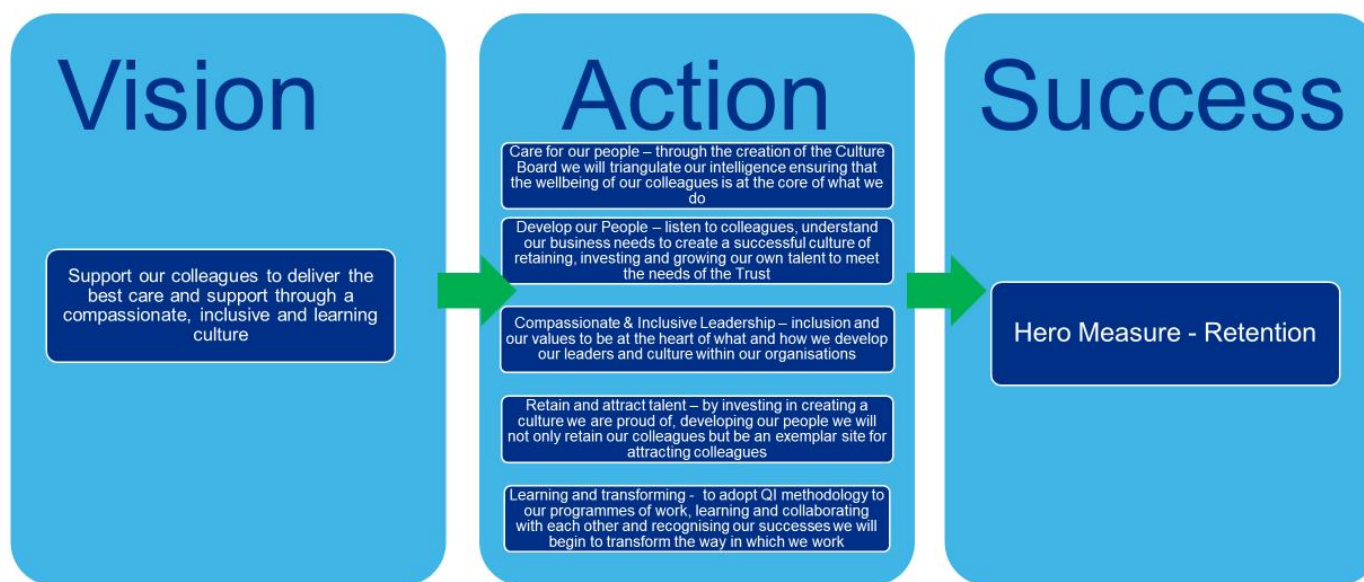 Vision
Support our colleagues to deliver the
best care and support through a
compassionate, inclusive and learning
culture
Action
Care for our people – through the creation of the Culture
Board we will triangulate our intelligence ensuring that
the wellbeing of our colleagues is at the core of what we
do
Develop our People – listen to colleagues, understand
our business needs to create a successful culture of
retaining, investing and growing our own talent to meet
the needs of the Trust
Compassionate & Inclusive Leadership – inclusion and
our values to be at the heart of what and how we develop
our leaders and culture within our organisations
Retain and attract talent – by investing in creating a
culture we are proud of, developing our people we will
not only retain our colleagues but be an exemplar site for
attracting colleagues
Learning and transforming - to adopt QI methodology to
our programmes of work, learning and collaborating
with each other and recognising our successes we will
begin to transform the way in which we work
Success
Hero Measure - Retention